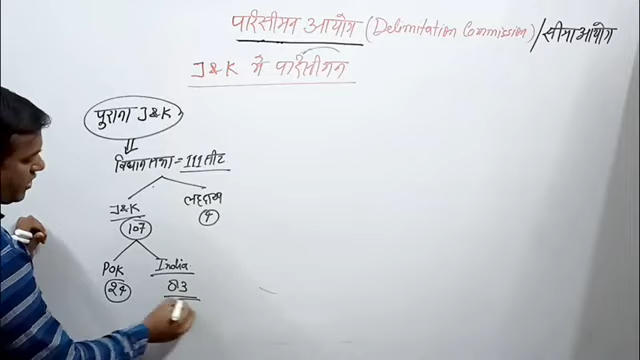 परिसीमन आयोग (Delimitation Commission) / सीमा आयोग
J&K में परिसीमन
पुराना J&K
विधानसभा = 111 सीट
J&K लद्दाख
107 4
POK India
24 83